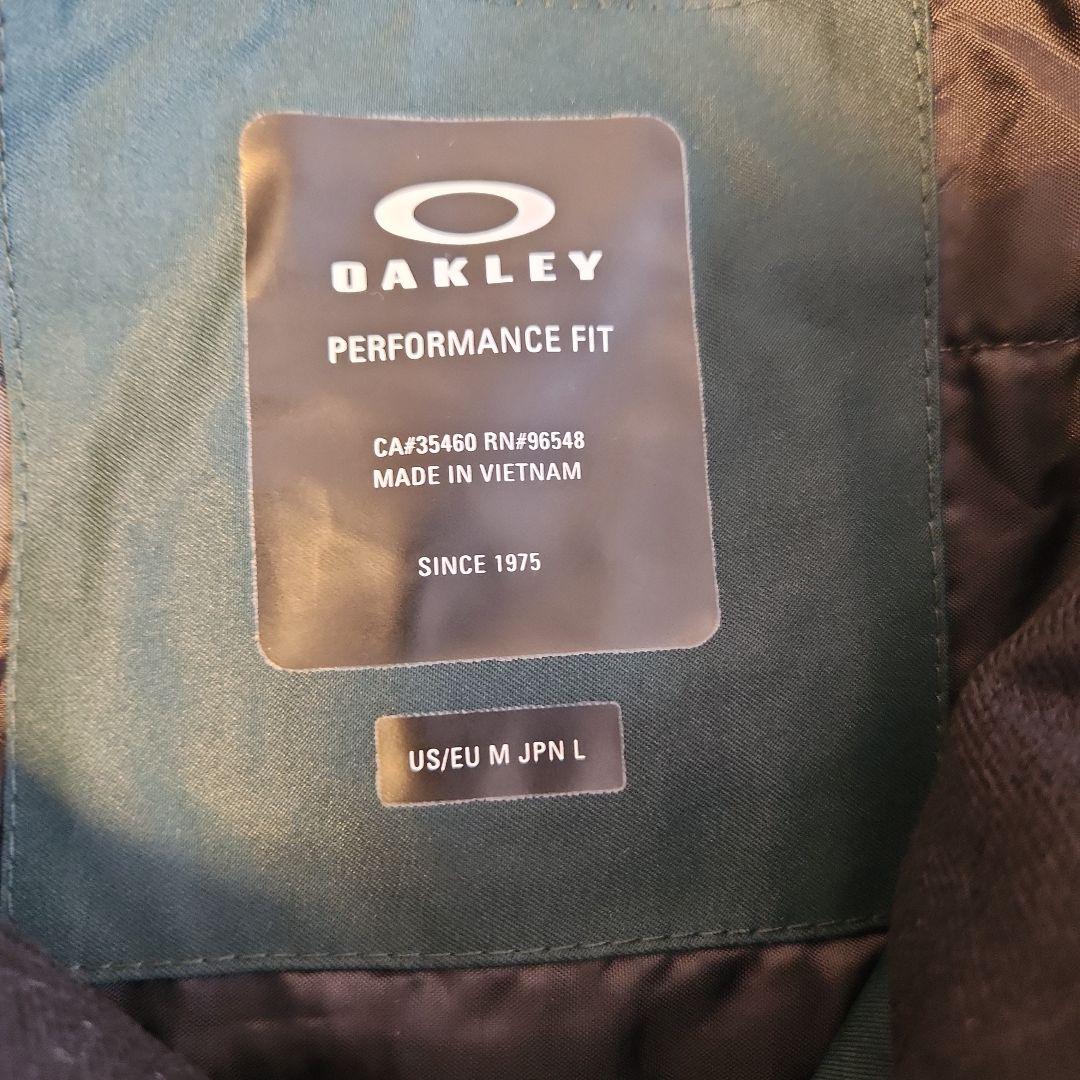 OAKLEY
PERFORMANCE FIT
CA#35460 RN#96548
MADE IN VIETNAM
SINCE 1975
US/EU M JPN L